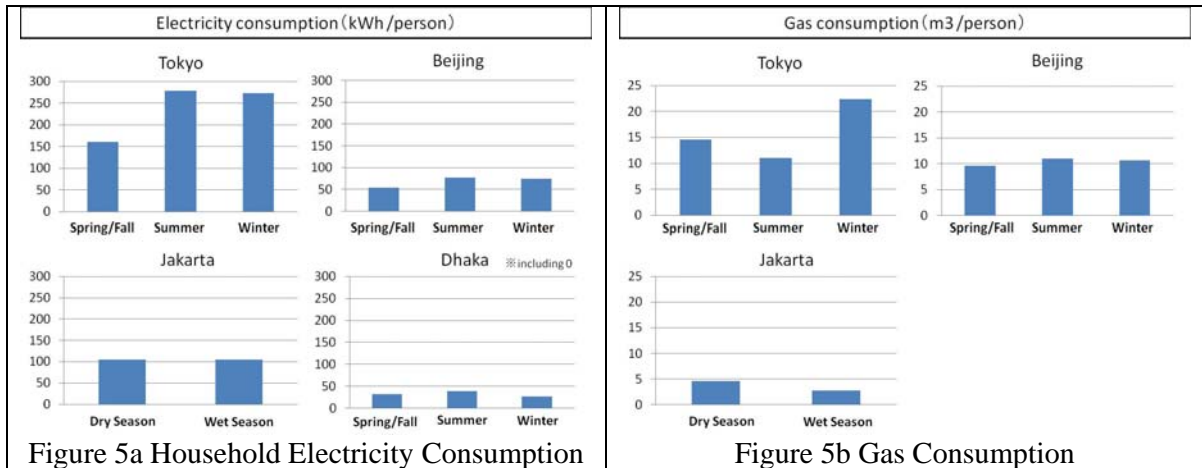 Electricity consumption (kWh/person)
Tokyo
300
250
200
150
100
50
0
Spring/Fall Summer Winter
Beijing
300
250
200
150
100
50
0
Spring/Fall Summer Winter
Jakarta
300
250
200
150
100
50
0
Dry Season Wet Season
Dhaka ※including 0
300
250
200
150
100
50
0
Spring/Fall Summer Winter
Figure 5a Household Electricity Consumption
Gas consumption (m3/person)
Tokyo
25
20
15
10
5
0
Spring/Fall Summer Winter
Beijing
25
20
15
10
5
0
Spring/Fall Summer Winter
Jakarta
25
20
15
10
5
0
Dry Season Wet Season
Figure 5b Gas Consumption